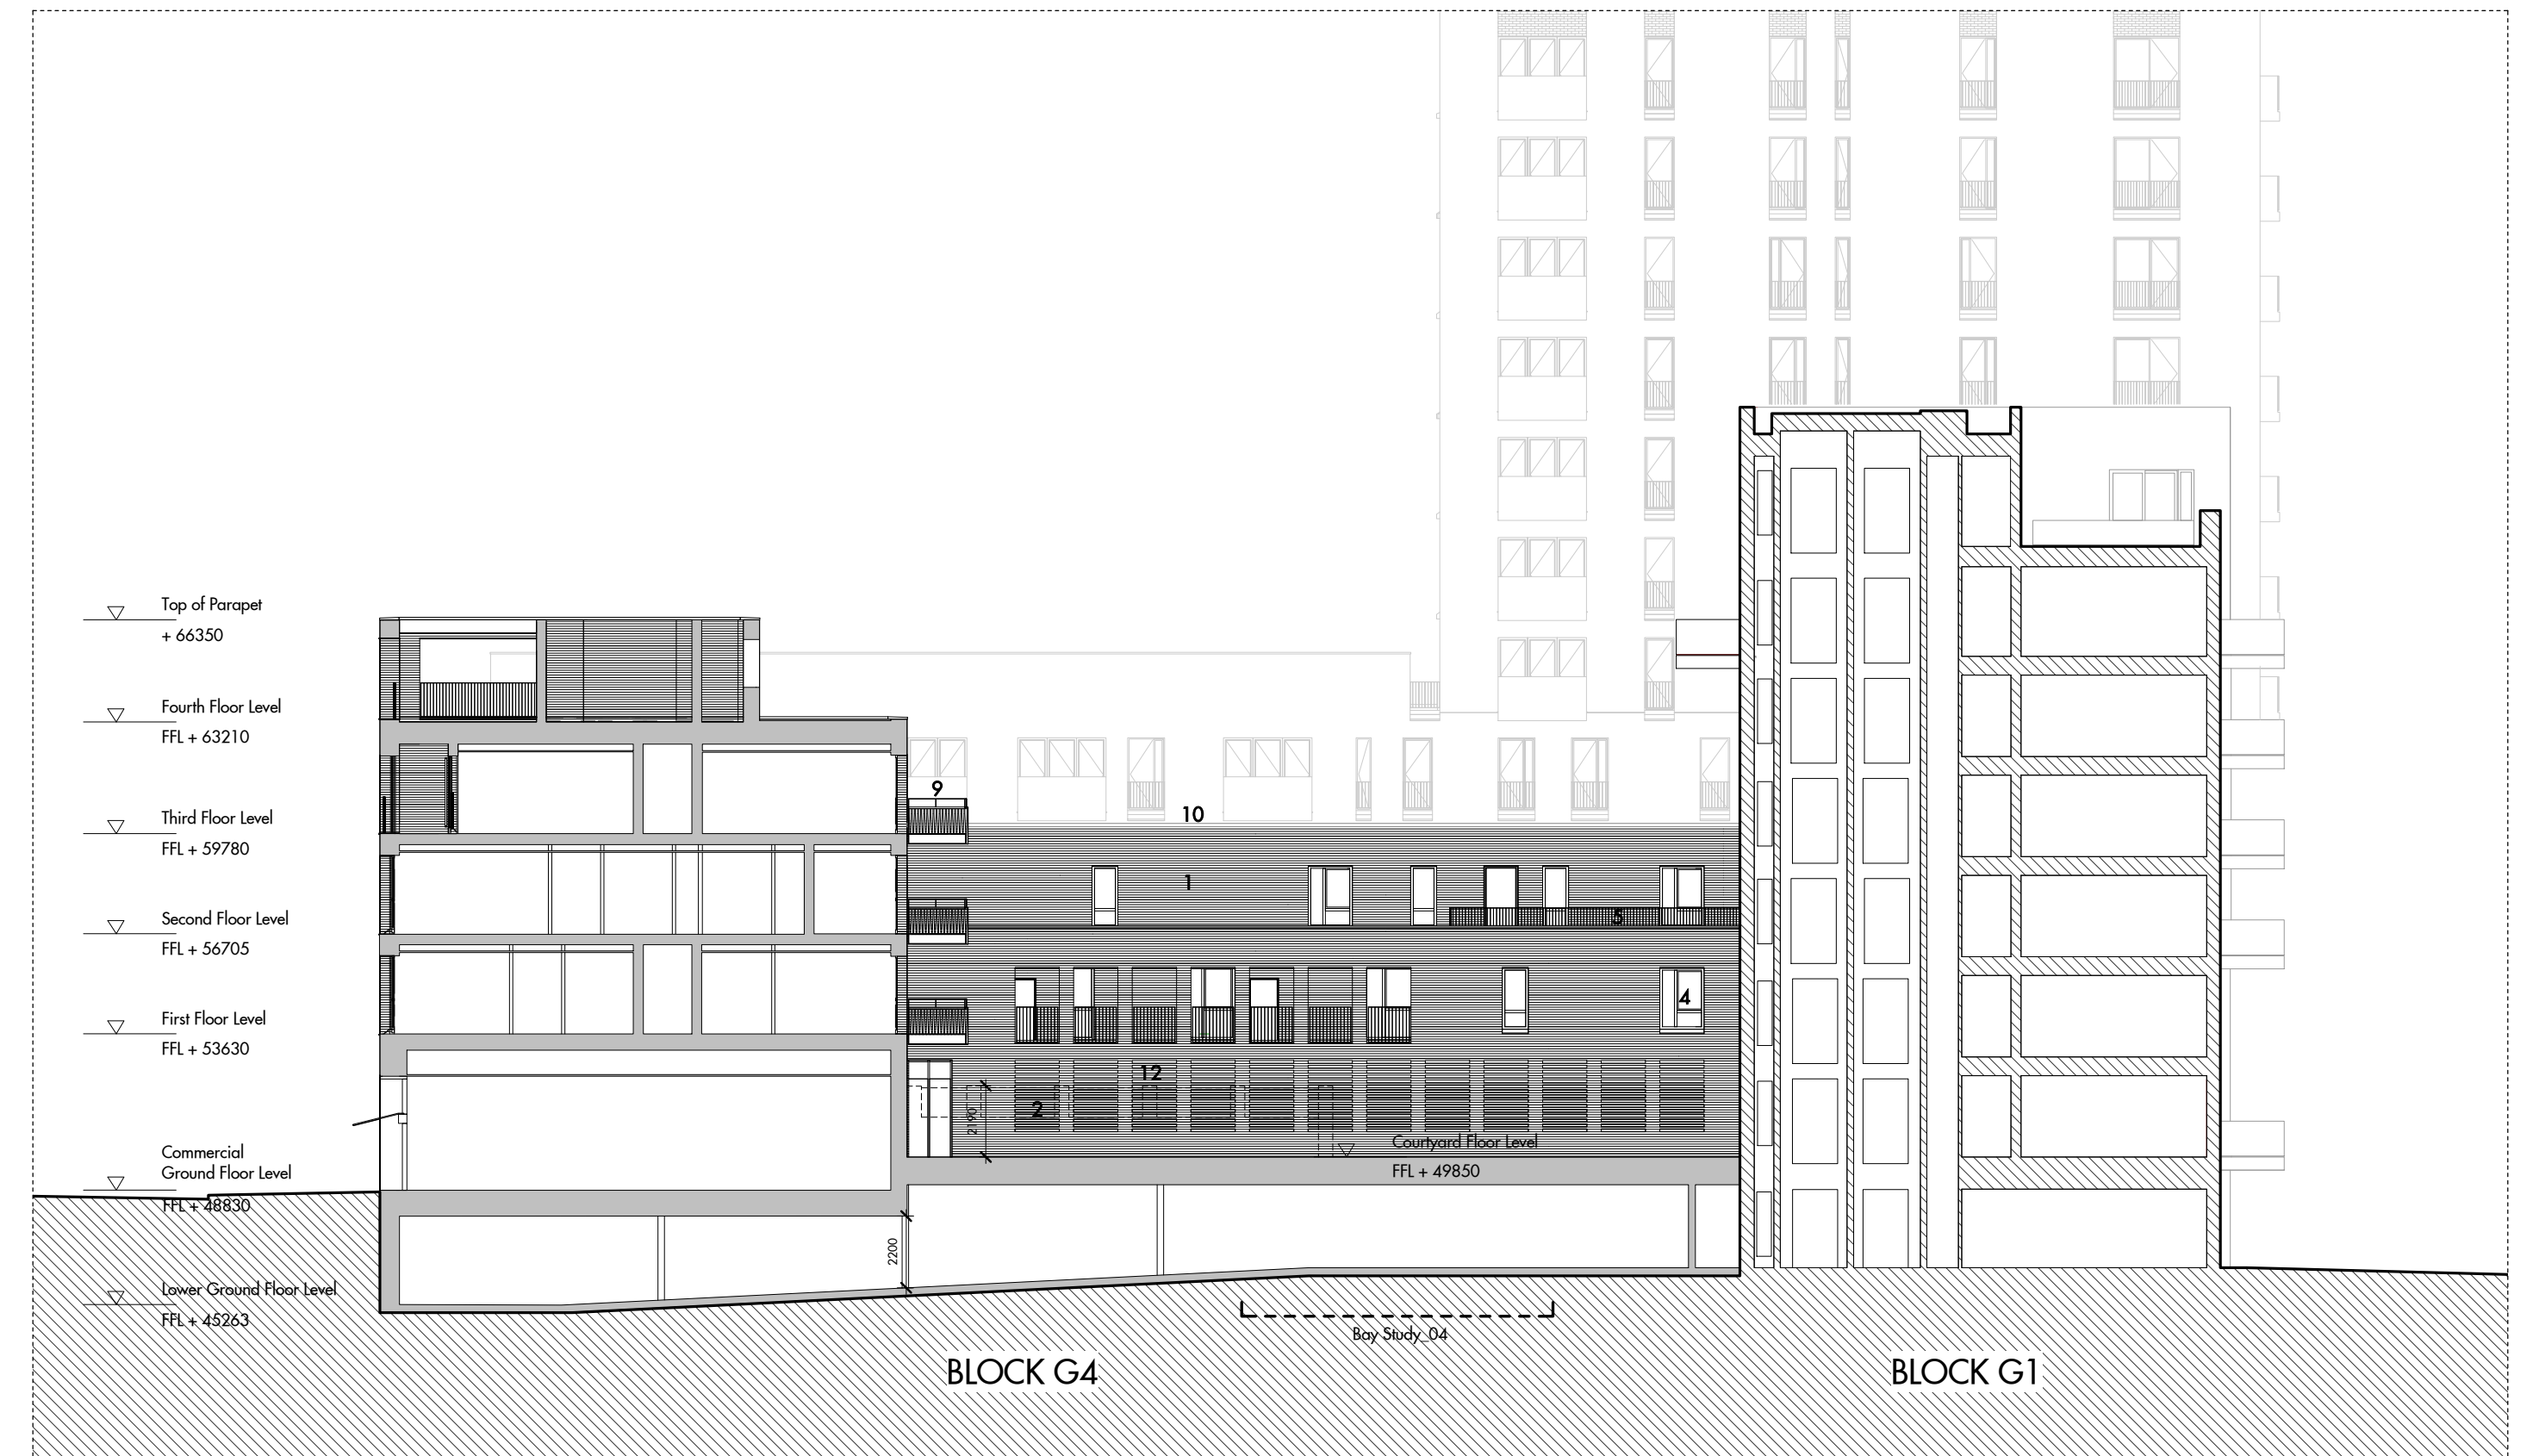 Top of Parapet
+ 66350
Fourth Floor Level
FFL + 63210
9
10
Third Floor Level
FFL + 59780
1
Second Floor Level
FFL + 56705
5
4
First Floor Level
FFL + 53630
12
2
2190
Courtyard Floor Level
FFL + 49850
Commercial
Ground Floor Level
FFL + 48830
2200
Lower Ground Floor Level
FFL + 45263
Bay Study_04
BLOCK G4
BLOCK G1